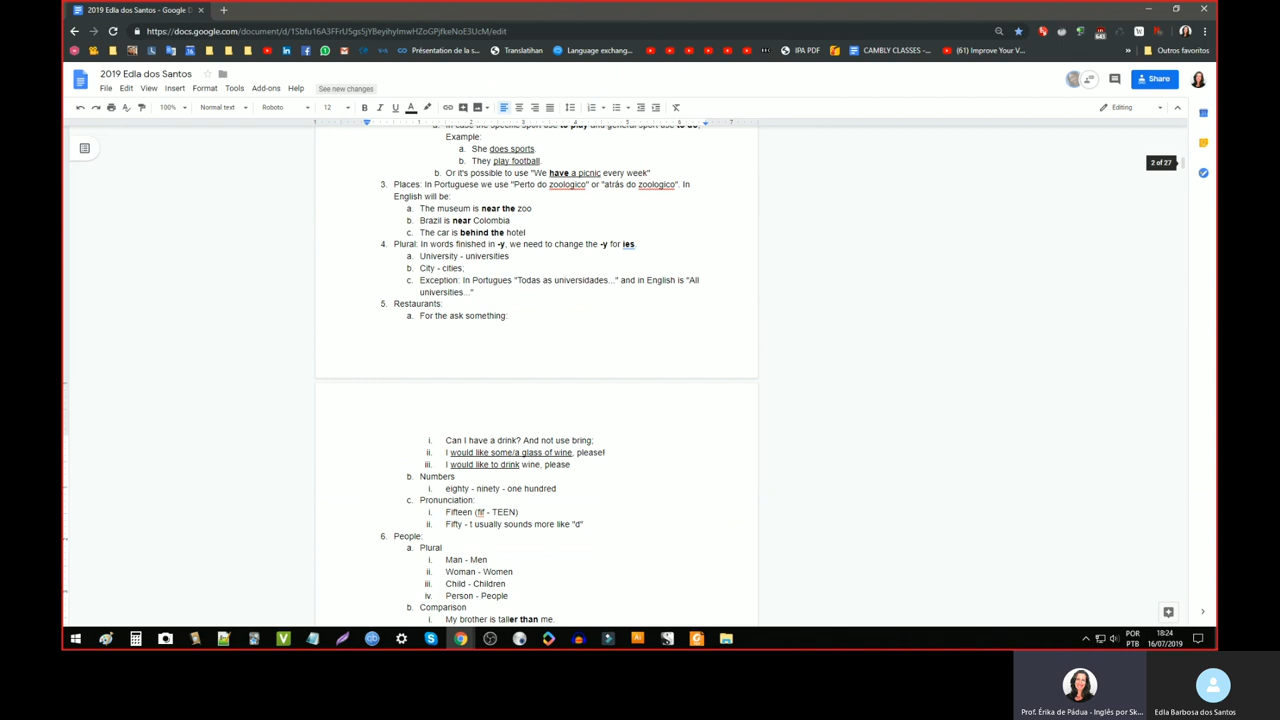 2019 Edla dos Santos - Google D
https://docs.google.com/document/d/1Sbfu16A3FFrUSgs5jYBeyihyImwHZoGPjfkeNoE3UcM/edit
Présentation de la s...
Translatihan
Language exchang...
IPA PDF
CAMBLY CLASSES -...
(61) Improve Your V...
»
Outros favoritos
2019 Edla dos Santos
File Edit View Insert Format Tools Add-ons Help
See new changes
Share
100% Normal text Roboto 12
Editing
1 1 2 3 4 5 6 7
Example:
a. She does sports.
b. They play football.
b. Or it's possible to use "We have a picnic every week"
3. Places: In Portuguese we use "Perto do zoologico" or "atrás do zoologico". In
English will be:
a. The museum is near the zoo
b. Brazil is near Colombia
c. The car is behind the hotel
4. Plural: In words finished in -y, we need to change the -y for ies.
a. University - universities
b. City - cities;
c. Exception: In Portugues "Todas as universidades..." and in English is "All
universities..."
5. Restaurants:
a. For the ask something:
2 of 27
i. Can I have a drink? And not use bring;
ii. I would like some/a glass of wine, please!
iii. I would like to drink wine, please
b. Numbers
i. eighty - ninety - one hundred
c. Pronunciation:
i. Fifteen (fif - TEEN)
ii. Fifty - t usually sounds more like "d"
6. People:
a. Plural
i. Man - Men
ii. Woman - Women
iii. Child - Children
iv. Person - People
b. Comparison
i. My brother is taller than me.
POR
PTB
18:24
16/07/2019
Prof. Érika de Pádua - Inglês por Sk...
Edla Barbosa dos Santos